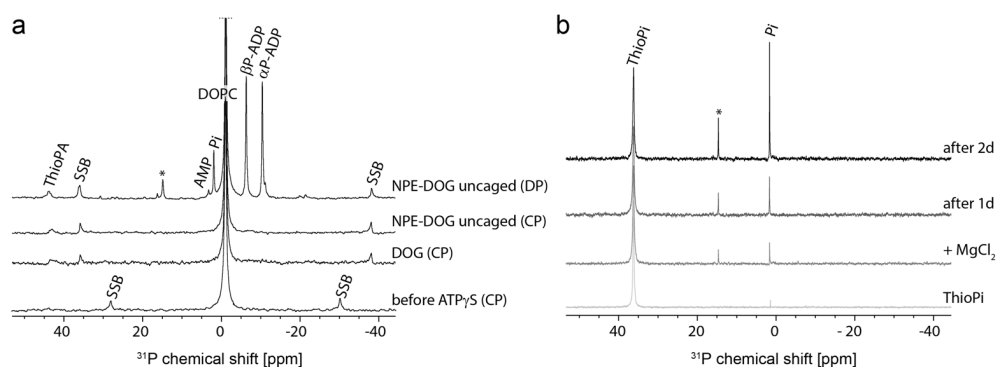 a
ThioPA
SSB
*
AMP
Pi
DOPC
βP-ADP
αP-ADP
SSB
NPE-DOG uncaged (DP)
NPE-DOG uncaged (CP)
DOG (CP)
SSB
SSB
before ATPγS (CP)
40 20 0 -20 -40
³¹P chemical shift [ppm]
b
ThioPi
*
Pi
after 2d
after 1d
+ MgCl₂
ThioPi
40 20 0 - 20 -40
³¹P chemical shift [ppm]